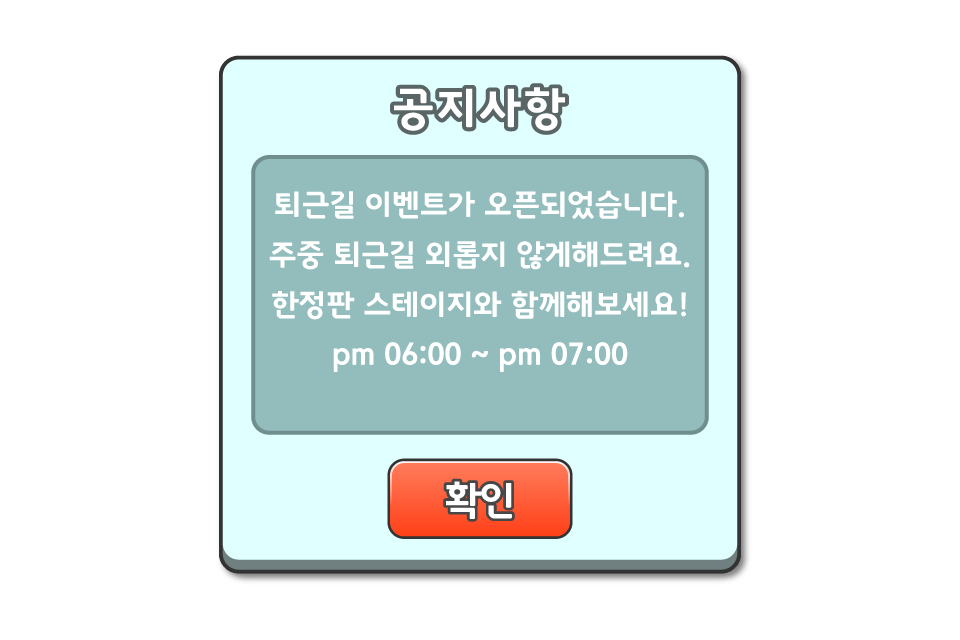 공지사항
퇴근길 이벤트가 오픈되었습니다.
주중 퇴근길 외롭지 않게해드려요.
한정판 스테이지와 함께해보세요!
pm 06:00 ~ pm 07:00
확인